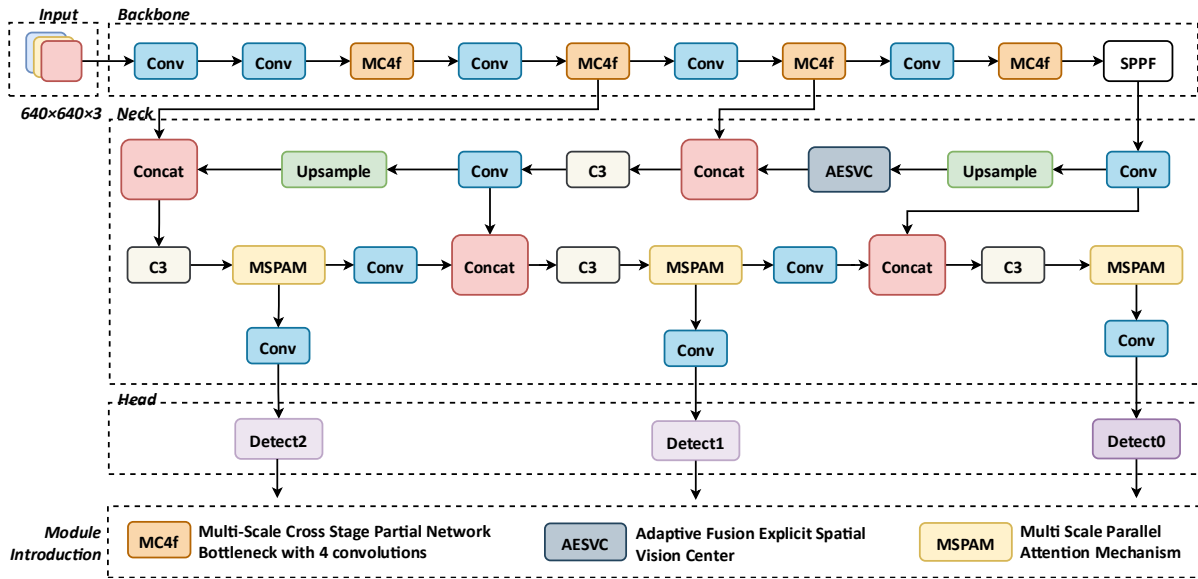 Input
Backbone
Conv
Conv
MC4f
Conv
MC4f
Conv
MC4f
Conv
MC4f
SPPF
640×640×3
Neck
Concat
Upsample
Conv
C3
Concat
AESVC
Upsample
Conv
C3
MSPAM
Conv
Concat
C3
MSPAM
Conv
Concat
C3
MSPAM
Conv
Conv
Conv
Head
Detect2
Detect1
Detect0
Module
Introduction
MC4f
Multi-Scale Cross Stage Partial Network
Bottleneck with 4 convolutions
AESVC
Adaptive Fusion Explicit Spatial
Vision Center
MSPAM
Multi Scale Parallel
Attention Mechanism